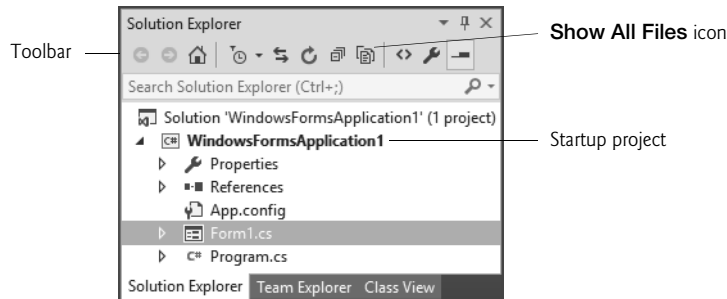 Solution Explorer
Show All Files icon
Toolbar
Search Solution Explorer (Ctrl+;)
Solution 'WindowsFormsApplication1' (1 project)
C# WindowsFormsApplication1
Startup project
Properties
References
App.config
Form1.cs
C# Program.cs
Solution Explorer Team Explorer Class View